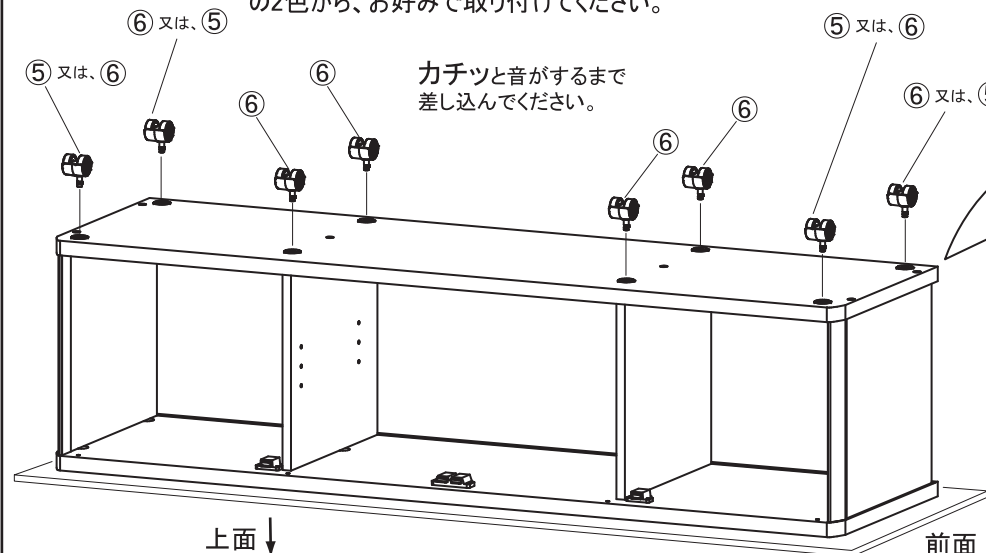 の2色から、お好みで取り付けてください。
⑥ 又は、⑤
⑤ 又は、⑥
⑤ 又は、⑥
⑥
⑥
カチッと音がするまで
差し込んでください。
⑥
⑥
⑥ 又は、
上面
前面